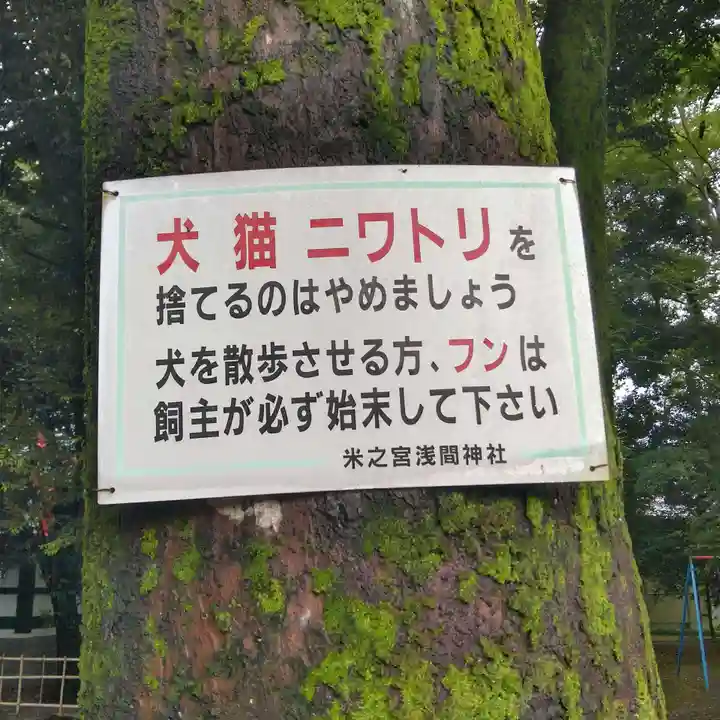 犬 猫 ニワトリを
捨てるのはやめましょう
犬を散歩させる方、フンは
飼主が必ず始末して下さい
米之宮浅間神社